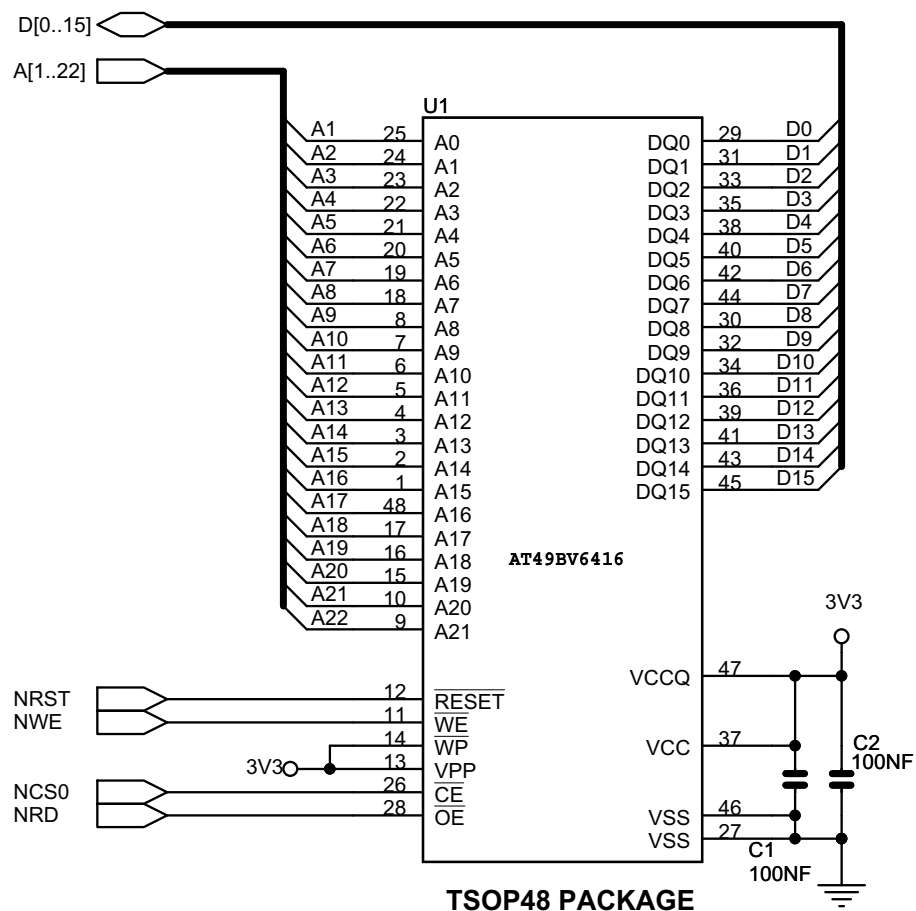 D[0..15]
A[1..22]
U1
A1 25 A0 DQ0 29 D0
A2 24 A1 DQ1 31 D1
A3 23 A2 DQ2 33 D2
A4 22 A3 DQ3 35 D3
A5 21 A4 DQ4 38 D4
A6 20 A5 DQ5 40 D5
A7 19 A6 DQ6 42 D6
A8 18 A7 DQ7 44 D7
A9 8 A8 DQ8 30 D8
A10 7 A9 DQ9 32 D9
A11 6 A10 DQ10 34 D10
A12 5 A11 DQ11 36 D11
A13 4 A12 DQ12 39 D12
A14 3 A13 DQ13 41 D13
A15 2 A14 DQ14 43 D14
A16 1 A15 DQ15 45 D15
A17 48 A16
A18 17 A17
A19 16 A18 AT49BV6416
A20 15 A19
A21 10 A20
A22 9 A21
3V3
VCCQ 47
NRST 12 RESET
NWE 11 WE
14 WP VCC 37 C2
3V3 13 VPP 100NF
NCS0 26 CE
NRD 28 OE VSS 46
VSS 27
C1
100NF
TSOP48 PACKAGE